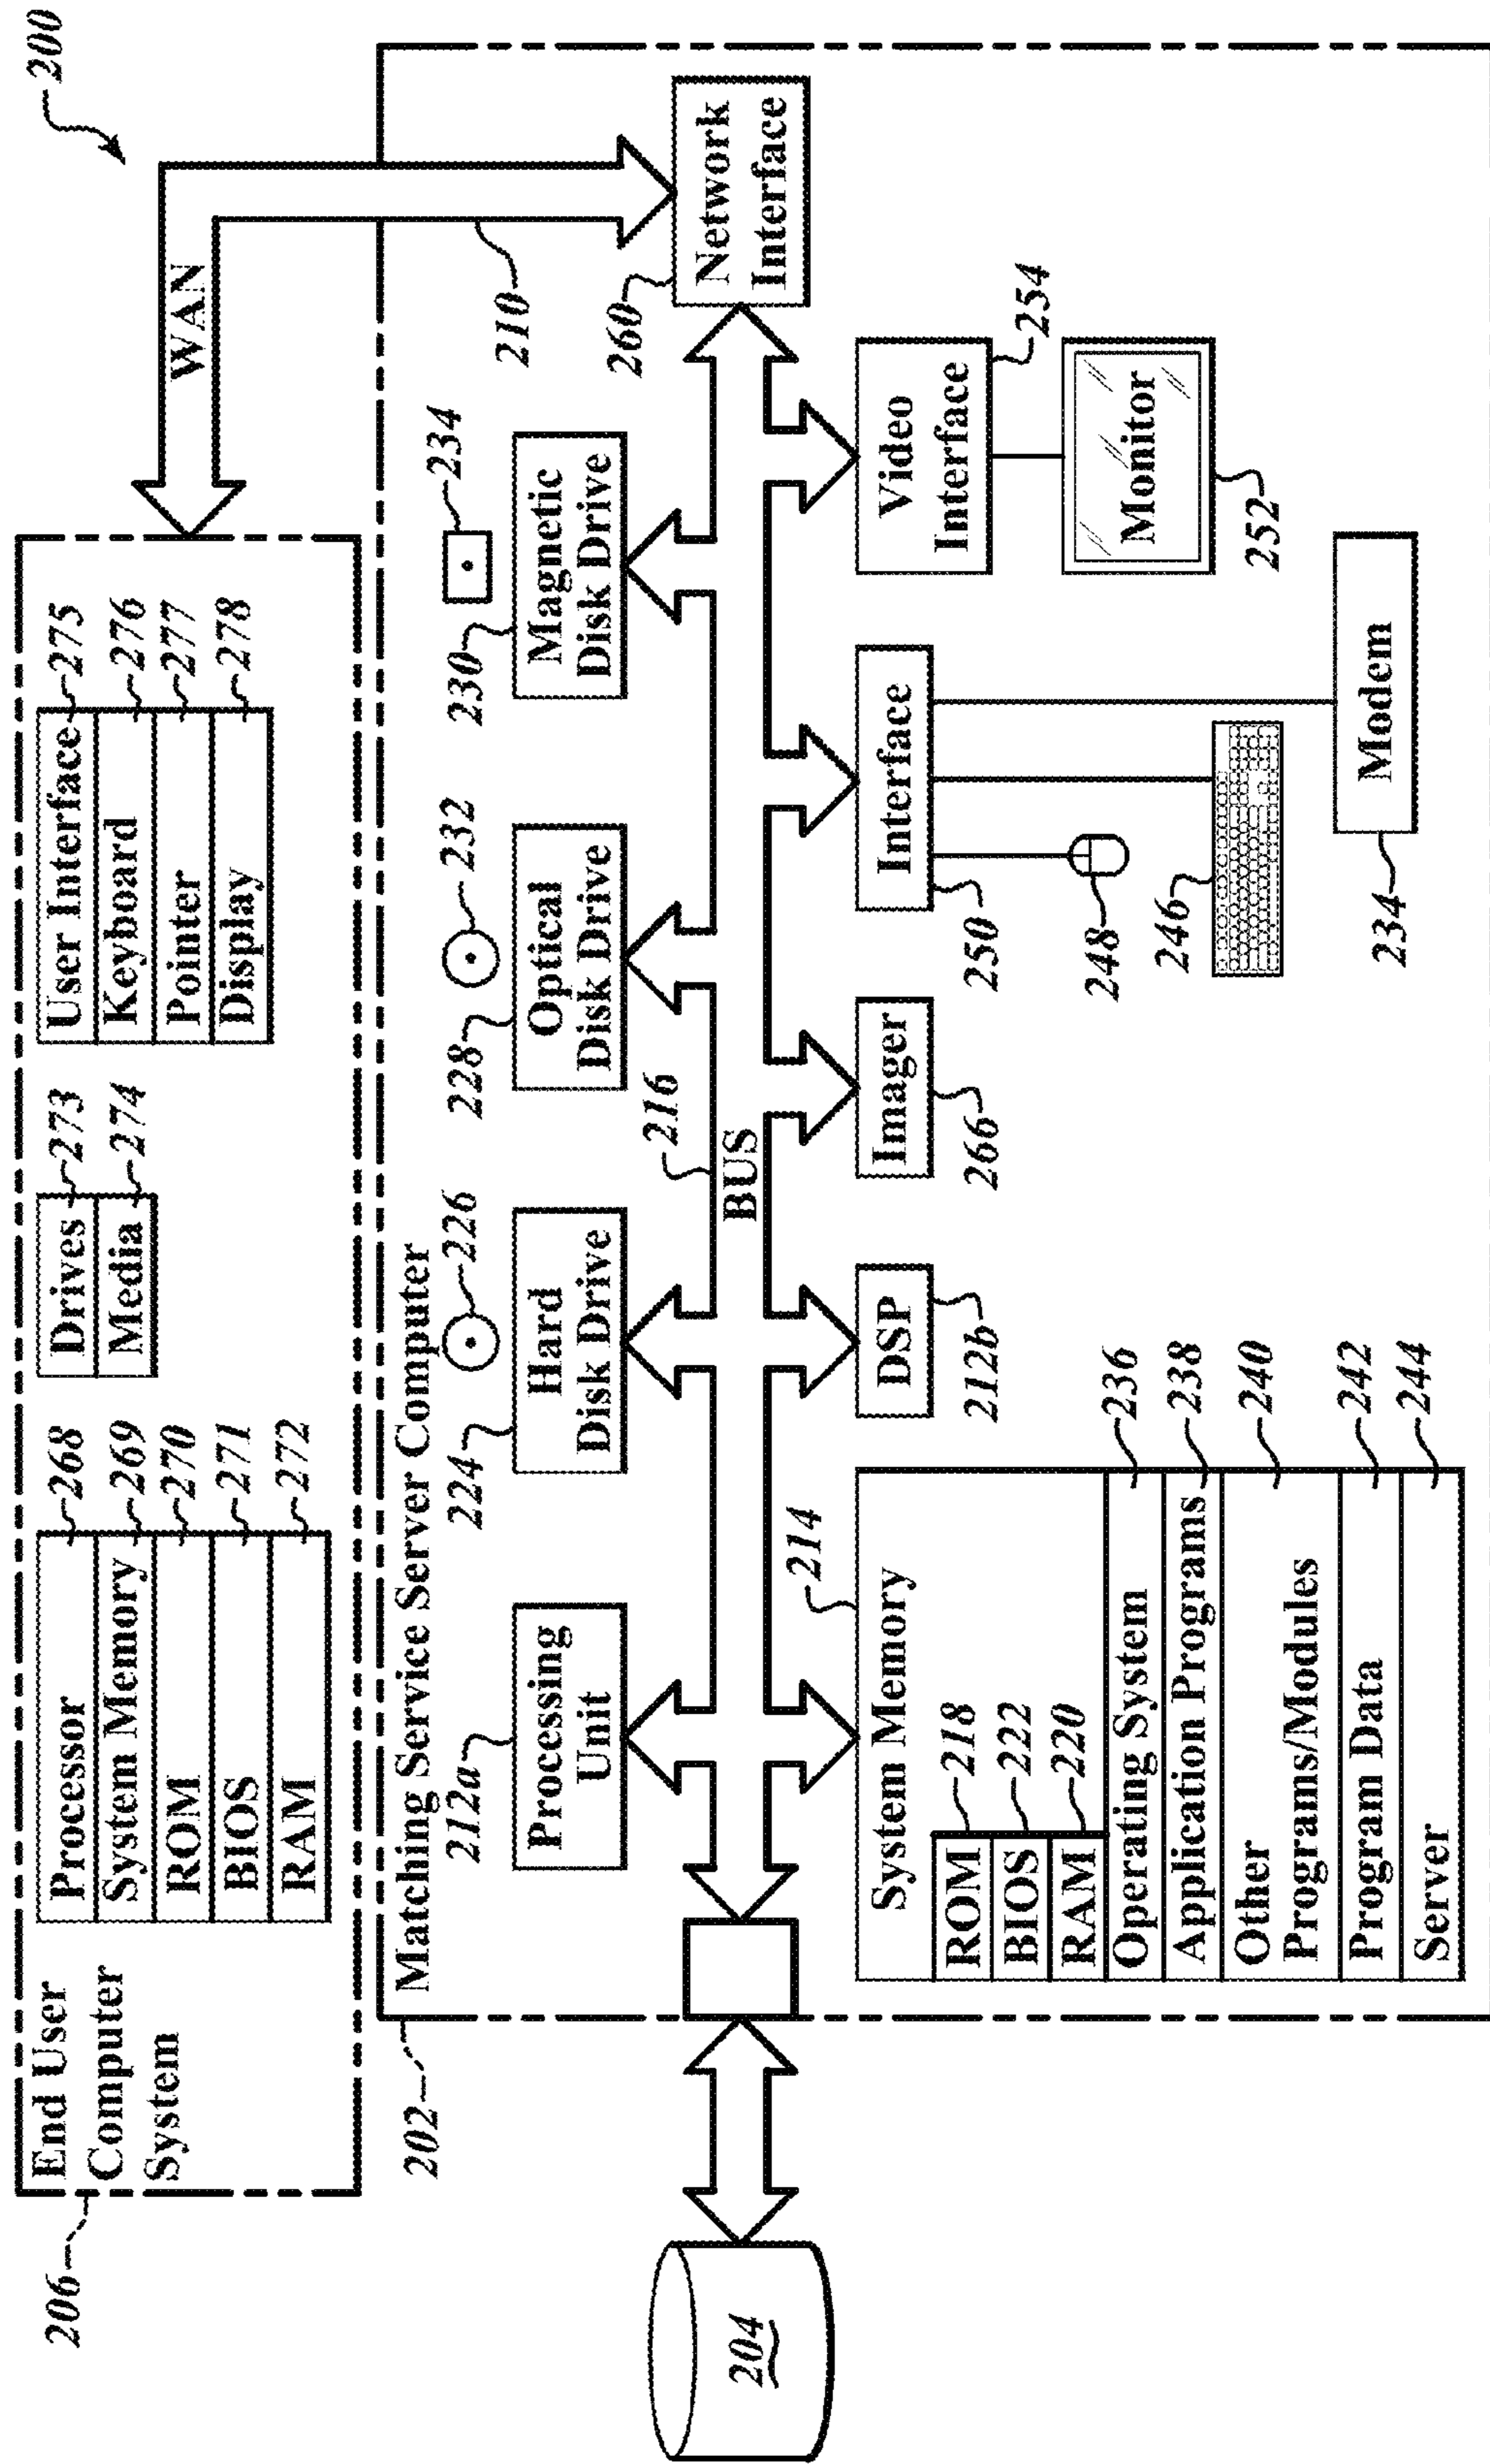 200
206
End User
Computer
System
Processor
268
System Memory
269
ROM
270
BIOS
271
RAM
272
Drives
273
Media
274
User Interface
275
Keyboard
276
Pointer
277
Display
278
WAN
210
202
Matching Service Server Computer
212a
Processing
Unit
224
226
Hard
Disk Drive
228
232
Optical
Disk Drive
230
234
Magnetic
Disk Drive
260
Network
Interface
216
BUS
204
214
System Memory
ROM
218
BIOS
222
RAM
220
Operating System
236
Application Programs
238
Other
Programs/Modules
240
Program Data
242
Server
244
DSP
212b
Imager
266
Interface
250
248
246
Modem
234
Video
Interface
254
Monitor
252